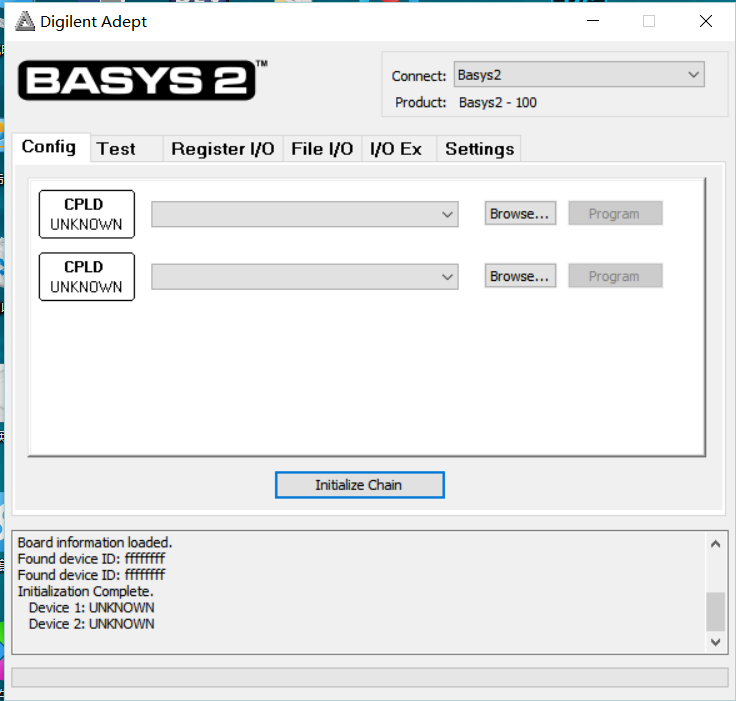 Digilent Adept
BASYS 2™
Connect: Basys2
Product: Basys2 - 100
Config Test Register I/O File I/O I/O Ex Settings
CPLD
UNKNOWN
Browse... Program
CPLD
UNKNOWN
Browse... Program
Initialize Chain
Board information loaded.
Found device ID: ffffffff
Found device ID: ffffffff
Initialization Complete.
Device 1: UNKNOWN
Device 2: UNKNOWN